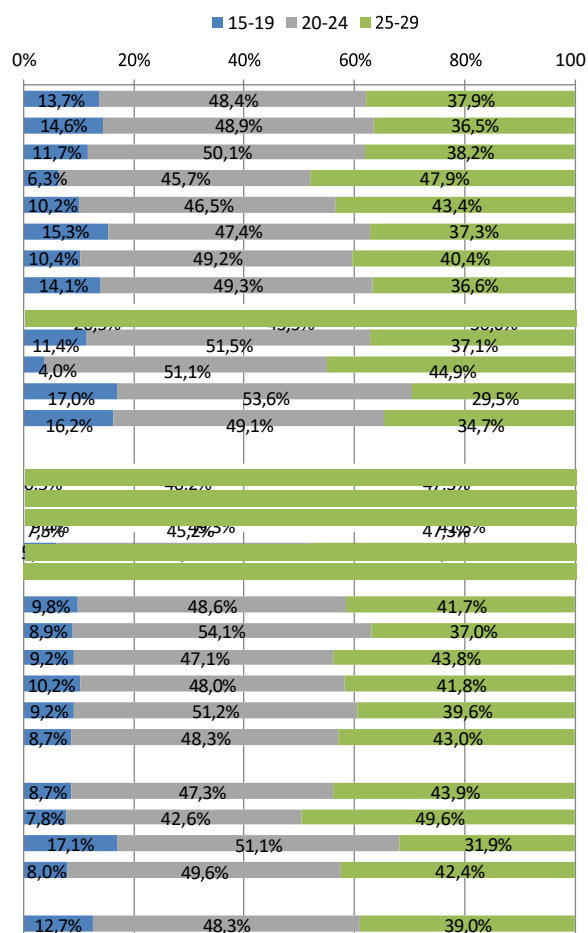 15-19 20-24 25-29
0% 20% 40% 60% 80% 100
13,7% 48,4% 37,9%
14,6% 48,9% 36,5%
11,7% 50,1% 38,2%
6,3% 45,7% 47,9%
10,2% 46,5% 43,4%
15,3% 47,4% 37,3%
10,4% 49,2% 40,4%
14,1% 49,3% 36,6%
11,4% 51,5% 37,1%
4,0% 51,1% 44,9%
17,0% 53,6% 29,5%
16,2% 49,1% 34,7%
45,2%
9,8% 48,6% 41,7%
8,9% 54,1% 37,0%
9,2% 47,1% 43,8%
10,2% 48,0% 41,8%
9,2% 51,2% 39,6%
8,7% 48,3% 43,0%
8,7% 47,3% 43,9%
7,8% 42,6% 49,6%
17,1% 51,1% 31,9%
8,0% 49,6% 42,4%
12,7% 48,3% 39,0%